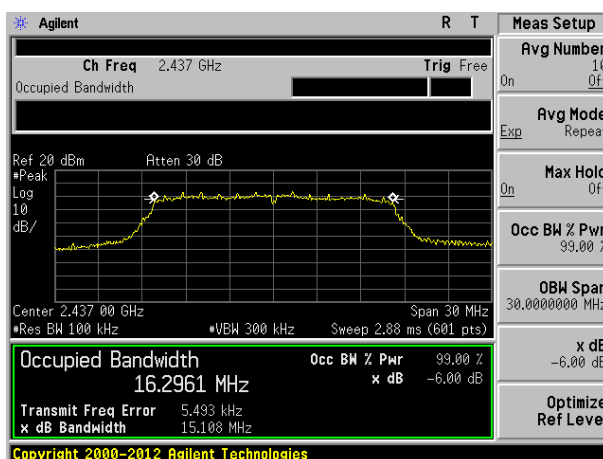 Agilent R T Meas Setup
Ch Freq 2.437 GHz Trig Free
Occupied Bandwidth
Ref 20 dBm Atten 30 dB
#Peak
Log
10
dB/
Center 2.437 00 GHz Span 30 MHz
#Res BW 100 kHz #VBW 300 kHz Sweep 2.88 ms (601 pts)
Occupied Bandwidth Occ BW % Pwr 99.00 %
16.2961 MHz x dB -6.00 dB
Transmit Freq Error 5.493 kHz
x dB Bandwidth 15.108 MHz
Copyright 2000-2012 Agilent Technologies
Avg Number
10
On Of
Avg Mode
Exp Repea
Max Hold
On Of
Occ BW % Pwr
99.00 %
OBW Span
30.0000000 MHz
x dB
-6.00 dB
Optimize
Ref Leve